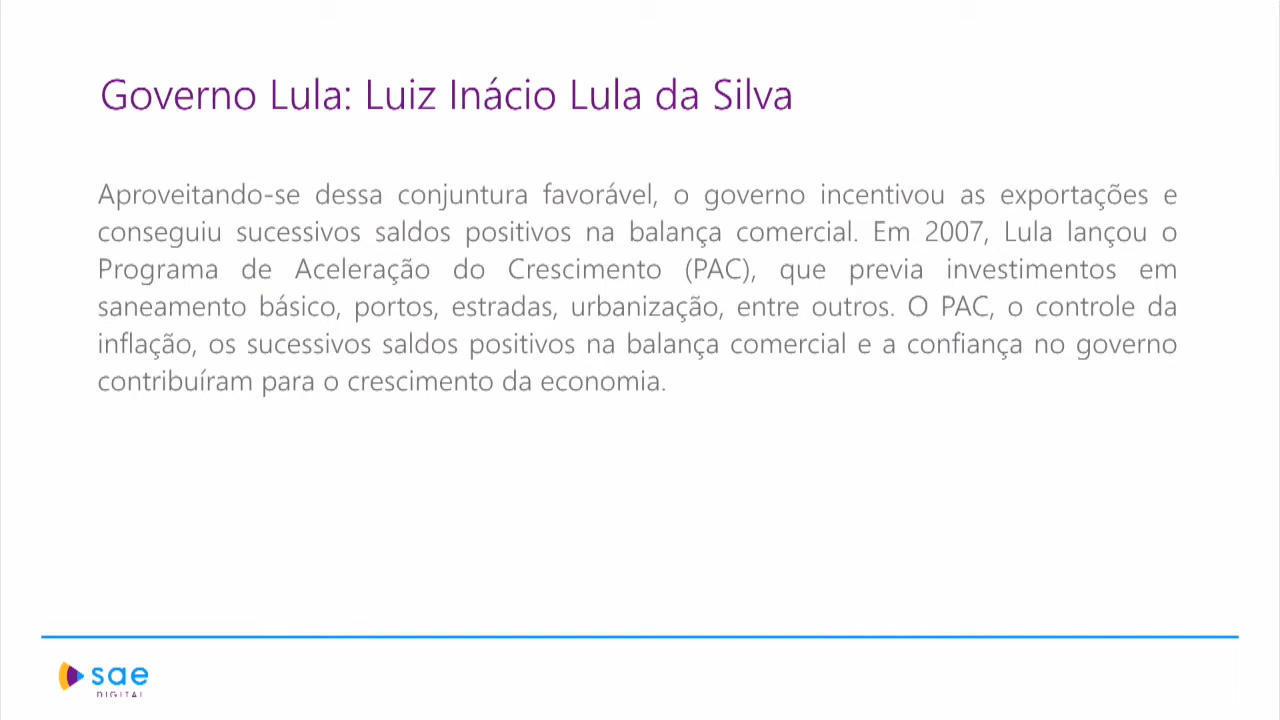 Governo Lula: Luiz Inácio Lula da Silva
Aproveitando-se dessa conjuntura favorável, o governo incentivou as exportações e
conseguiu sucessivos saldos positivos na balança comercial. Em 2007, Lula lançou o
Programa de Aceleração do Crescimento (PAC), que previa investimentos em
saneamento básico, portos, estradas, urbanização, entre outros. O PAC, o controle da
inflação, os sucessivos saldos positivos na balança comercial e a confiança no governo
contribuíram para o crescimento da economia.
sae
DIGITAL